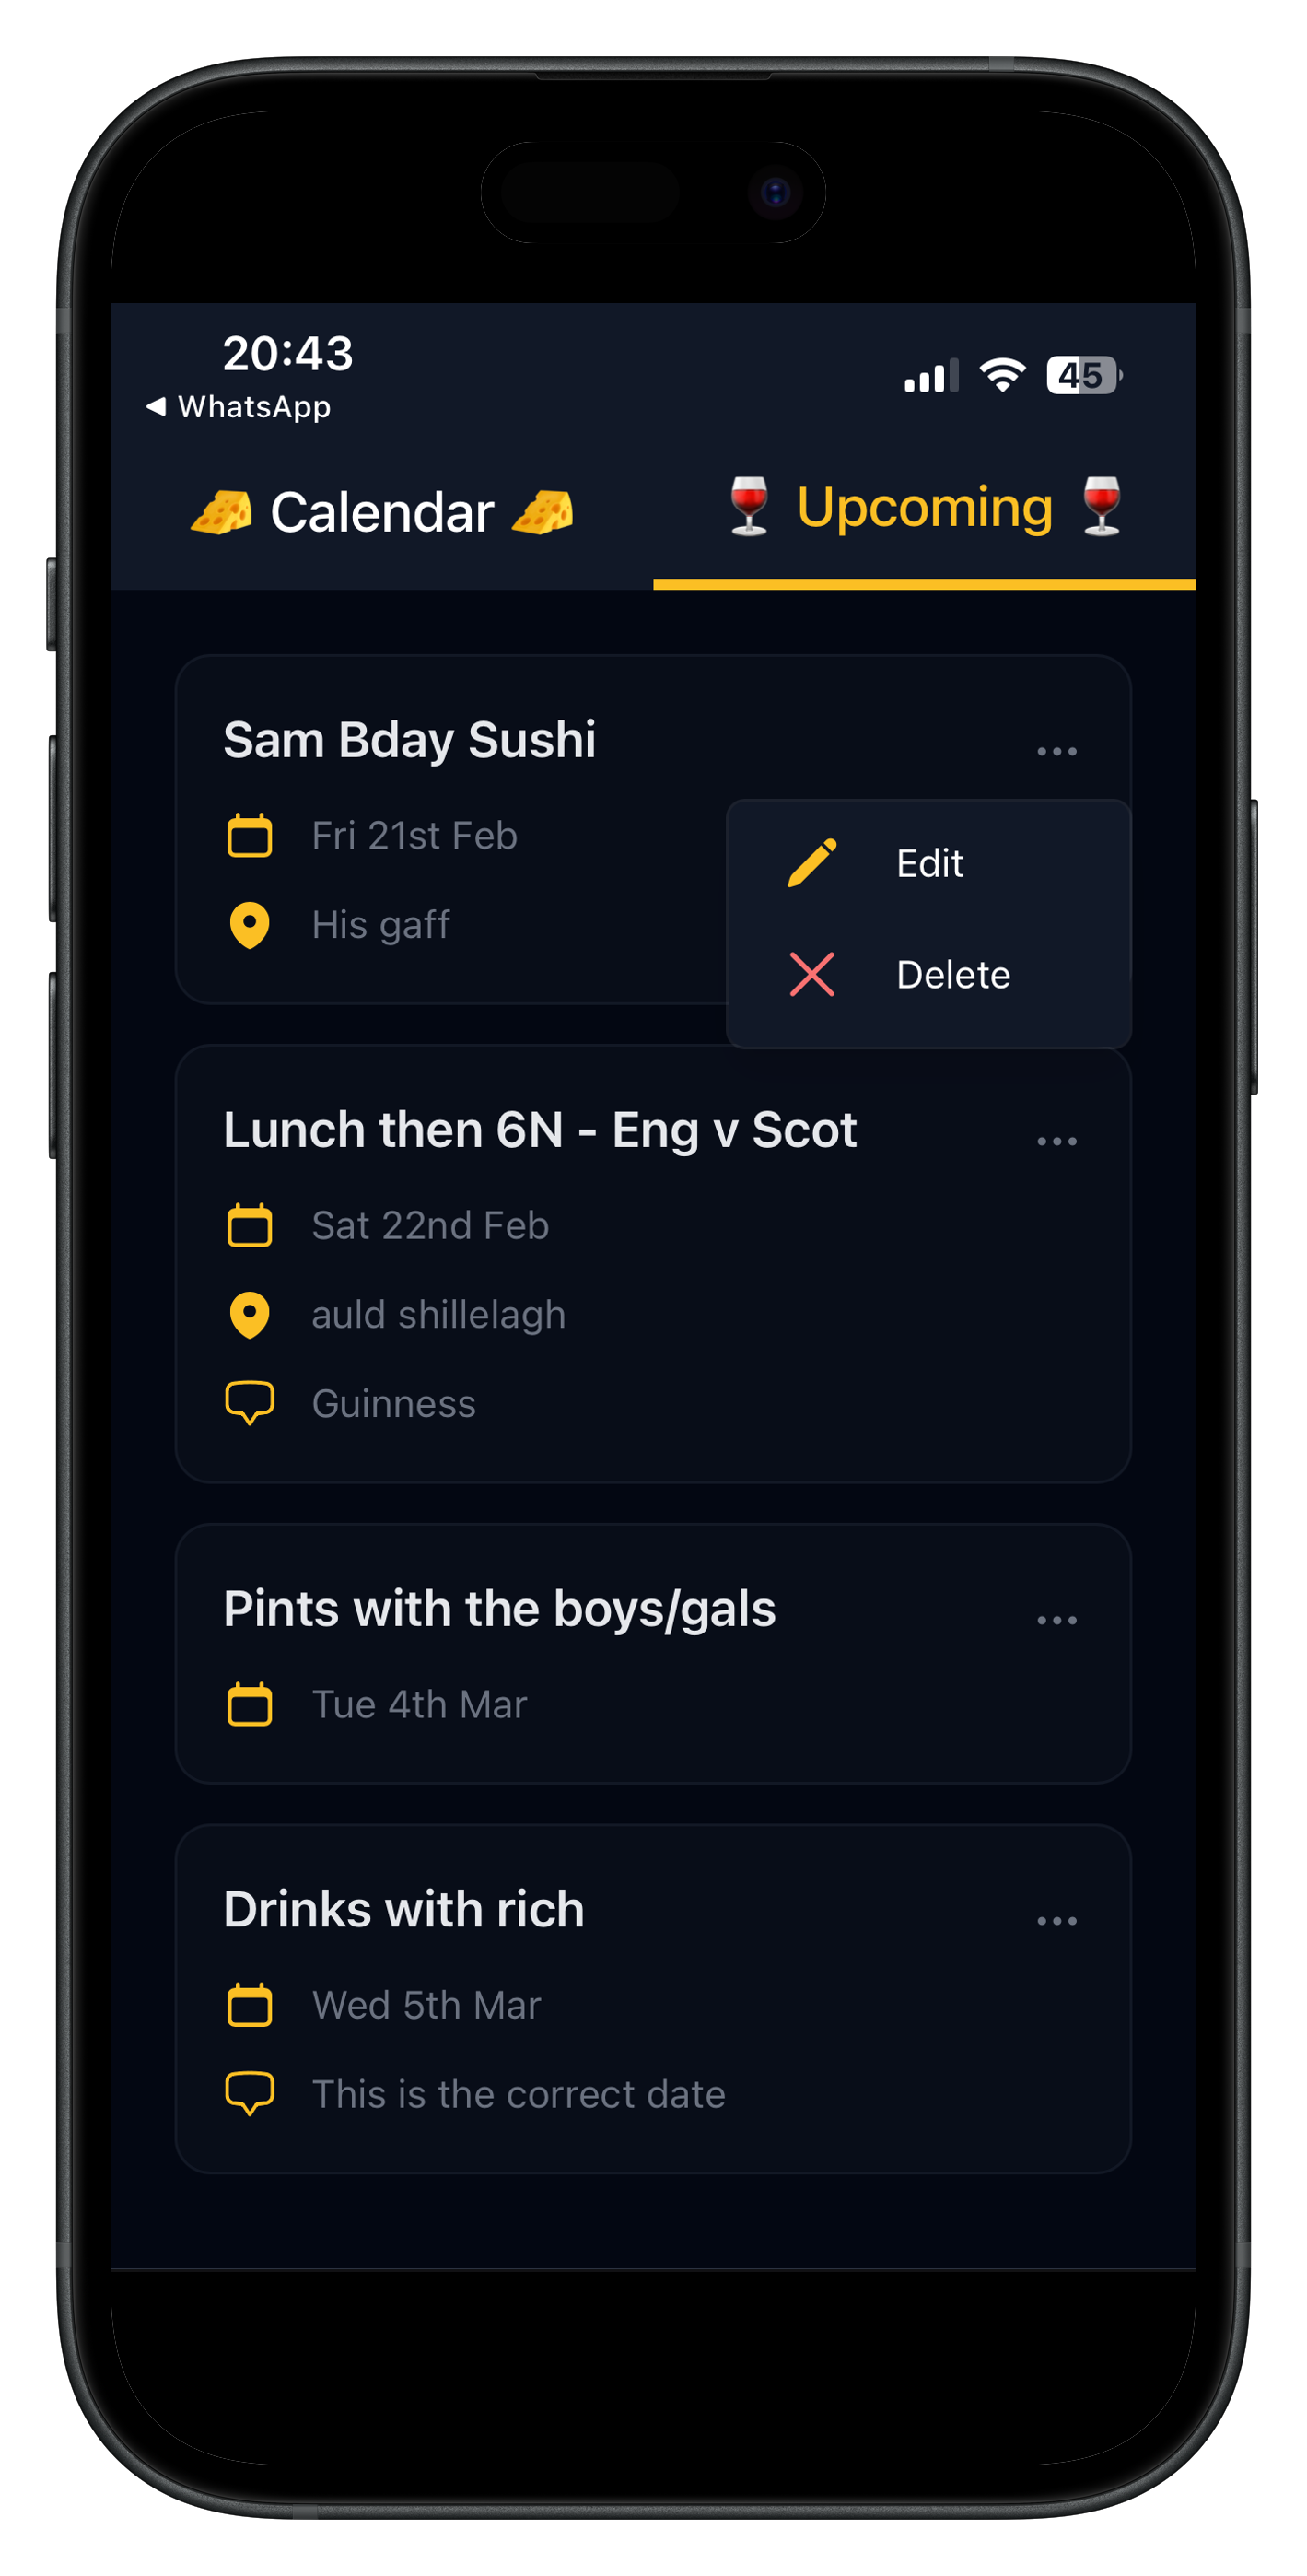 20:43
◀ WhatsApp
45
🧀 Calendar 🧀
🍷 Upcoming 🍷
Sam Bday Sushi
Fri 21st Feb
Edit
His gaff
Delete
Lunch then 6N - Eng v Scot
Sat 22nd Feb
auld shillelagh
Guinness
Pints with the boys/gals
Tue 4th Mar
Drinks with rich
Wed 5th Mar
This is the correct date